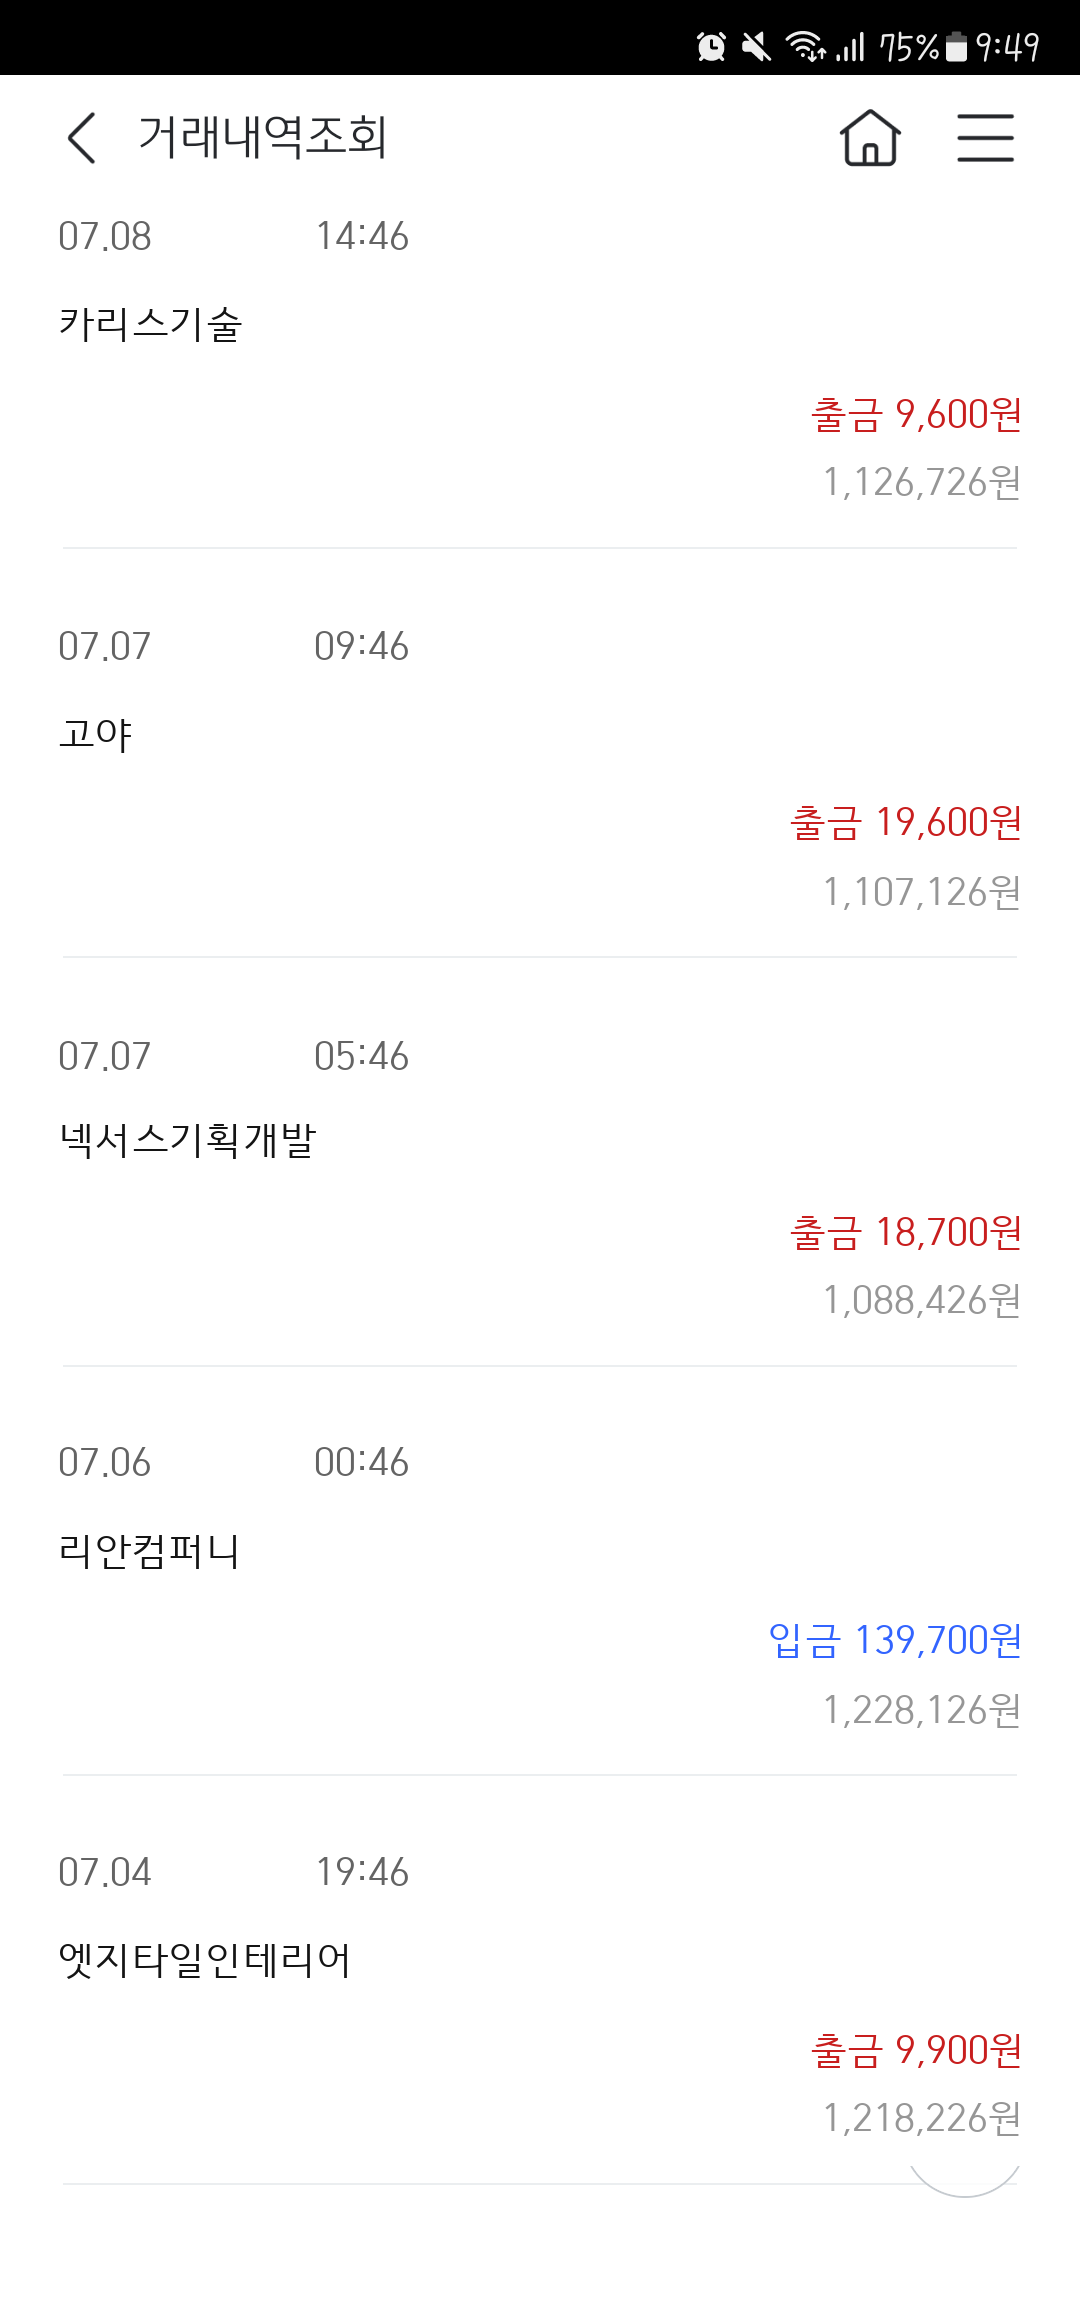 75% 9:49
거래내역조회
07.08 14:46
카리스기술
출금 9,600원
1,126,726원
07.07 09:46
고야
출금 19,600원
1,107,126원
07.07 05:46
넥서스기획개발
출금 18,700원
1,088,426원
07.06 00:46
리안컴퍼니
입금 139,700원
1,228,126원
07.04 19:46
엣지타일인테리어
출금 9,900원
1,218,226원